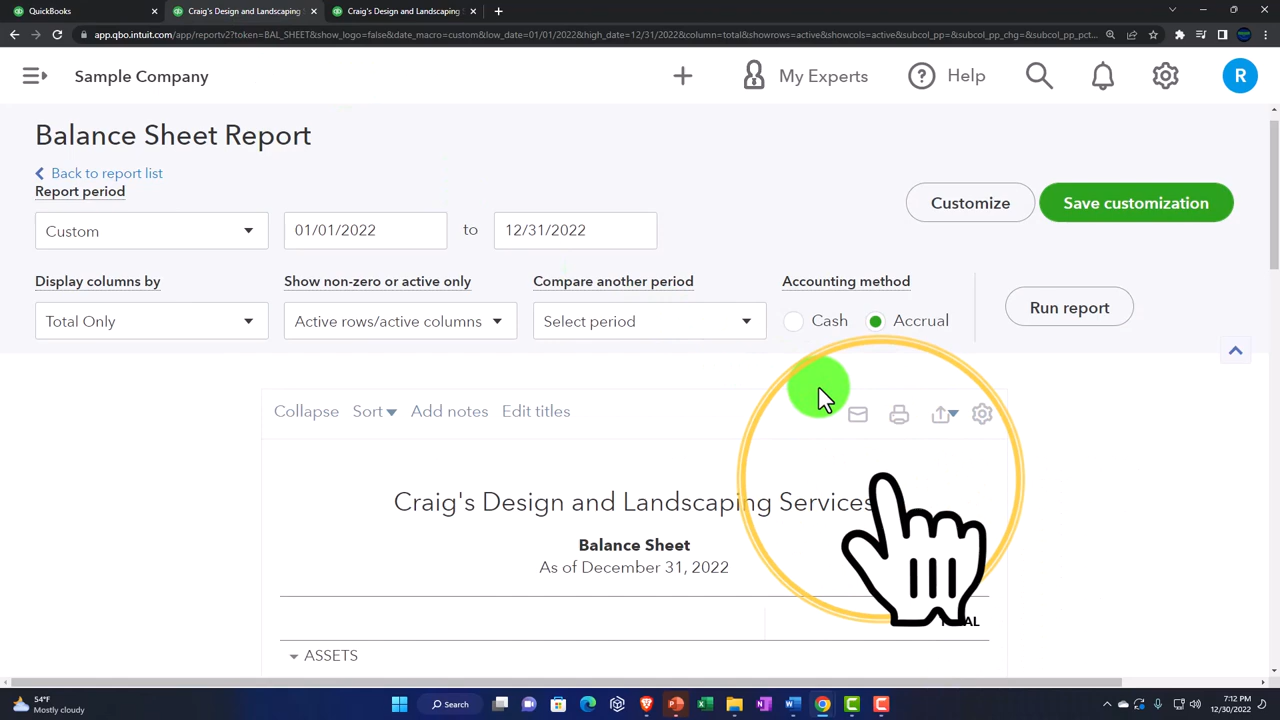 QuickBooks
Craig's Design and Landscaping
Craig's Design and Landscaping
app.qbo.intuit.com/app/reportv2?token=BAL_SHEET&show_logo=false&date_macro=custom&low_date=01/01/2022&high_date=12/31/2022&column=total&showrows=active&showcols=active&subcol_pp=&subcol_pp_chg=&subcol_pp_pct...
Sample Company
My Experts
Help
R
Balance Sheet Report
Back to report list
Report period
Custom
01/01/2022
to
12/31/2022
Customize
Save customization
Display columns by
Show non-zero or active only
Compare another period
Accounting method
Total Only
Active rows/active columns
Select period
Cash
Accrual
Run report
Collapse
Sort
Add notes
Edit titles
Craig's Design and Landscaping Services
Balance Sheet
As of December 31, 2022
ASSETS
54°F
Mostly cloudy
Search
7:12 PM
12/30/2022